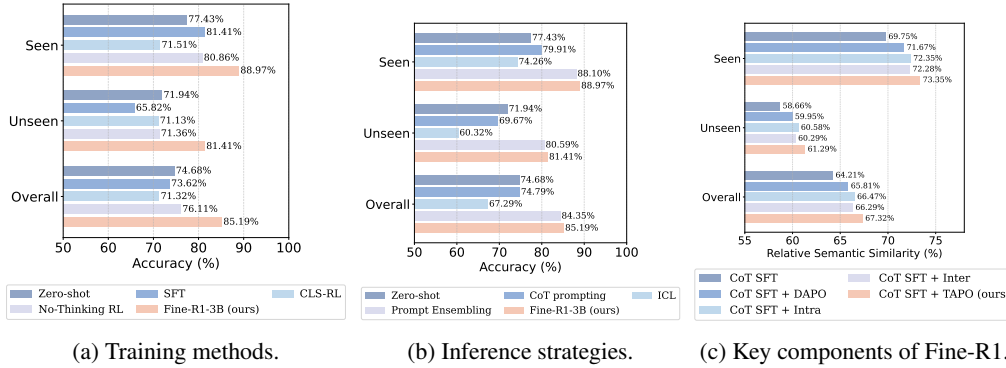 77.43%
81.41%
Seen
71.51%
80.86%
88.97%
71.94%
65.82%
Unseen
71.13%
71.36%
81.41%
74.68%
73.62%
Overall
71.32%
76.11%
85.19%
50 60 70 80 90 100
Accuracy (%)
Zero-shot SFT CLS-RL
No-Thinking RL Fine-R1-3B (ours)
(a) Training methods.
77.43%
79.91%
Seen
74.26%
88.10%
88.97%
71.94%
69.67%
Unseen
60.32%
80.59%
81.41%
74.68%
74.79%
Overall
67.29%
84.35%
85.19%
50 60 70 80 90 100
Accuracy (%)
Zero-shot CoT prompting ICL
Prompt Ensembling Fine-R1-3B (ours)
(b) Inference strategies.
69.75%
71.67%
Seen
72.35%
72.28%
73.35%
58.66%
59.95%
Unseen
60.58%
60.29%
61.29%
64.21%
65.81%
Overall
66.47%
66.29%
67.32%
55 60 65 70 75
Relative Semantic Similarity (%)
CoT SFT CoT SFT + Inter
CoT SFT + DAPO CoT SFT + TAPO (ours)
CoT SFT + Intra
(c) Key components of Fine-R1.